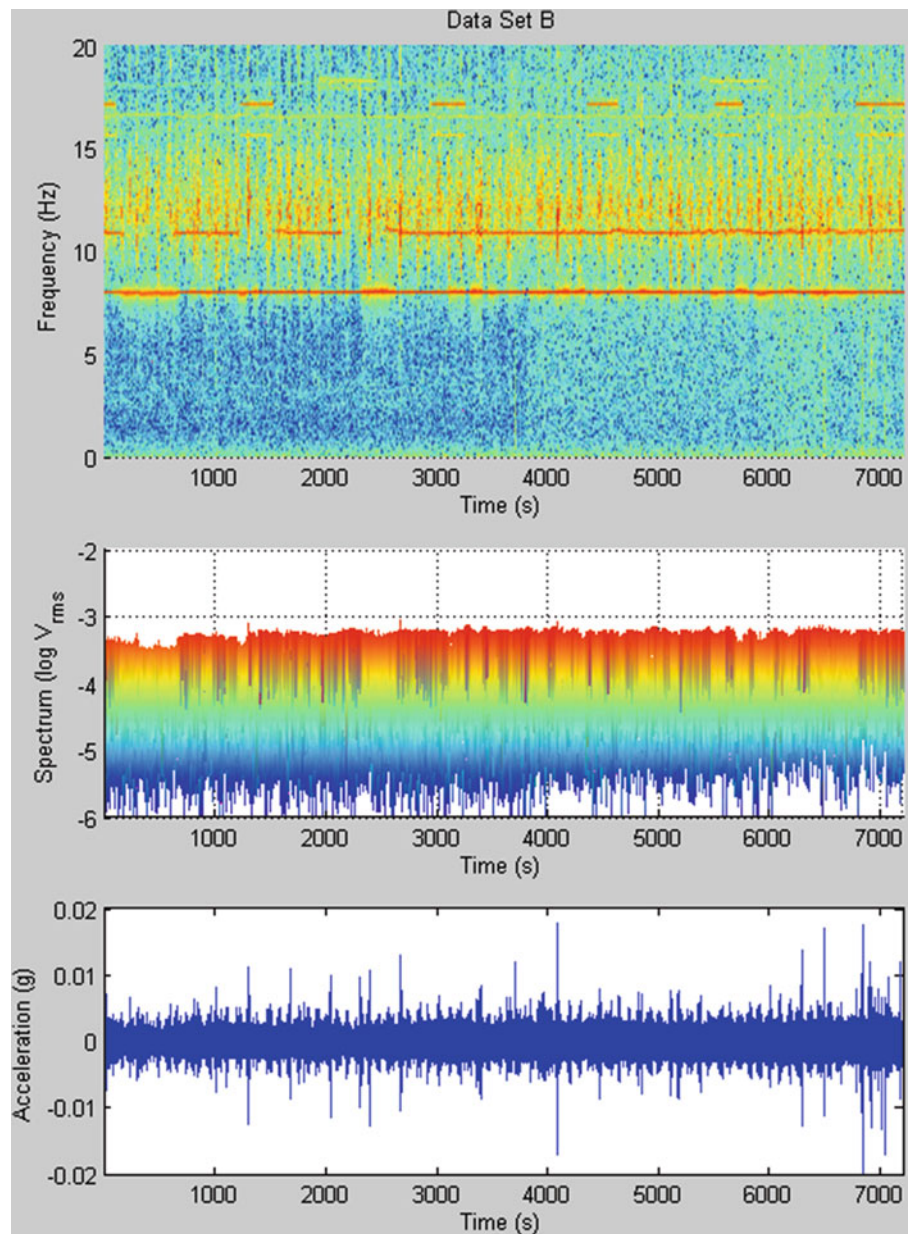 Data Set B
20
15
10
5
0
Frequency (Hz)
1000 2000 3000 4000 5000 6000 7000
Time (s)
-2
-3
-4
-5
-6
Spectrum (log Vrms
1000 2000 3000 4000 5000 6000 7000
Time (s)
0.02
0.01
0
-0.01
-0.02
Acceleration (g)
1000 2000 3000 4000 5000 6000 7000
Time (s)